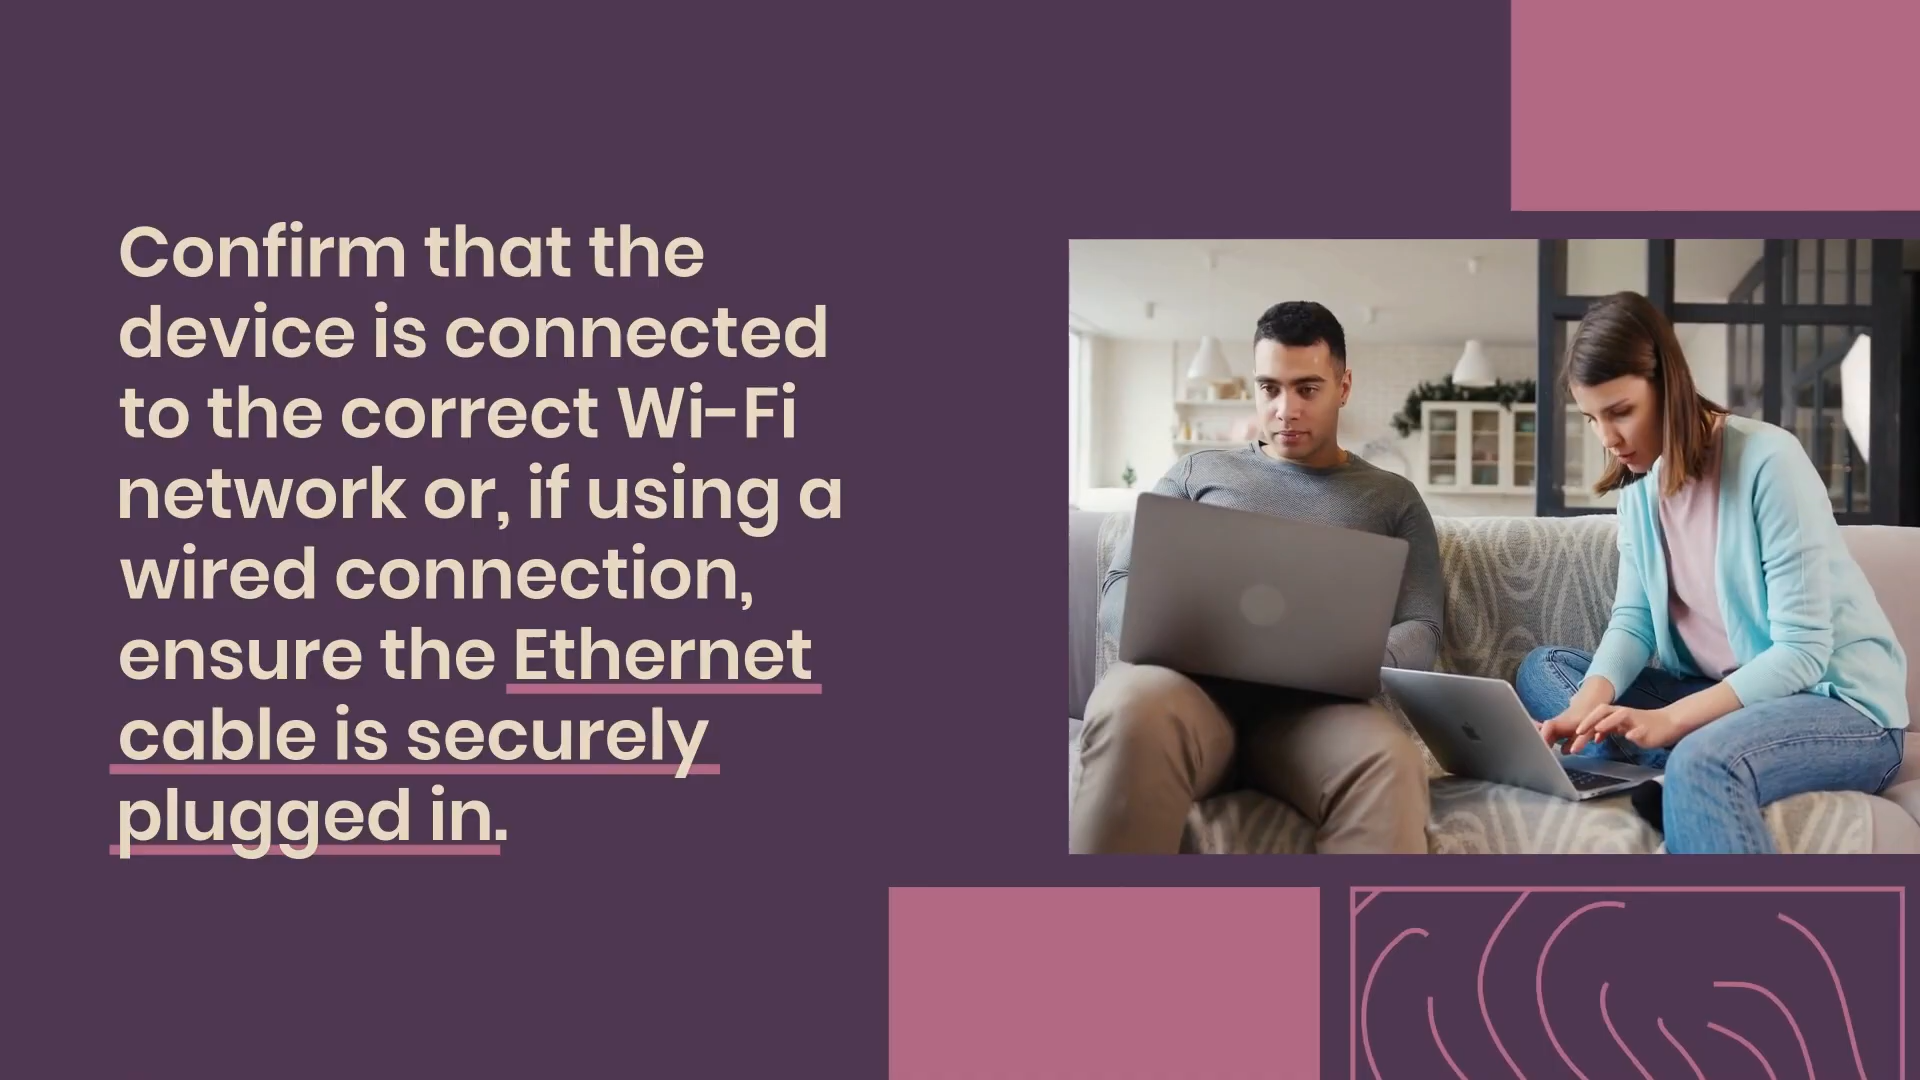 Confirm that the
device is connected
to the correct Wi-Fi
network or, if using a
wired connection,
ensure the Ethernet
cable is securely
plugged in.